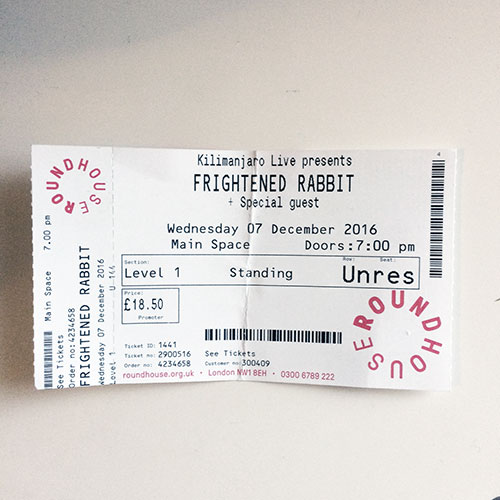 ROUNDHOUSE
Main Space 7.00 pm
See Tickets
Order no:4234658
FRIGHTENED RABBIT
Wednesday 07 December 2016
Level 1
4
Kilimanjaro Live presents
FRIGHTENED RABBIT
+ Special guest
Wednesday 07 December 2016
Main Space Doors:7:00 pm
Section: Row: Seat:
Level 1 Standing Unres
Price:
£18.50
Promoter
Ticket ID: 1441
Ticket no: 2900516 See Tickets
Order no: 4234658 Customer no: 300409
roundhouse.org.uk • London NW1 8EH • 0300 6789 222
ROUNDHOUSE